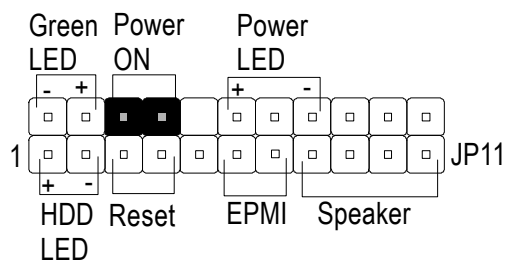 Green Power Power
LED ON LED
- + + -
1 JP11
+ -
HDD Reset EPMI Speaker
LED